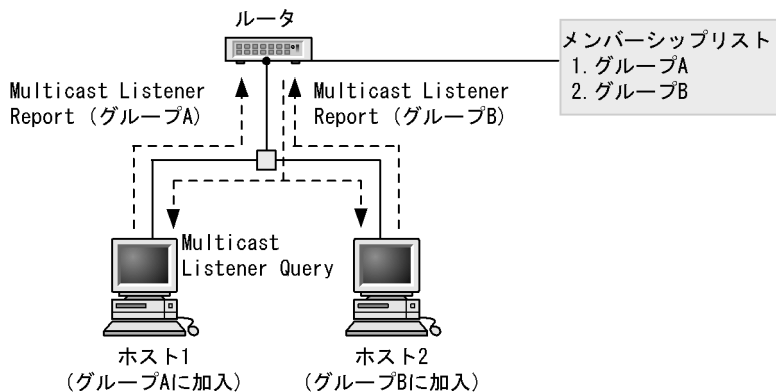 ルータ
メンバーシップリスト
1. グループA
2. グループB
Multicast Listener
Report (グループA)
Multicast Listener
Report (グループB)
Multicast
Listener Query
ホスト1
(グループAに加入)
ホスト2
(グループBに加入)